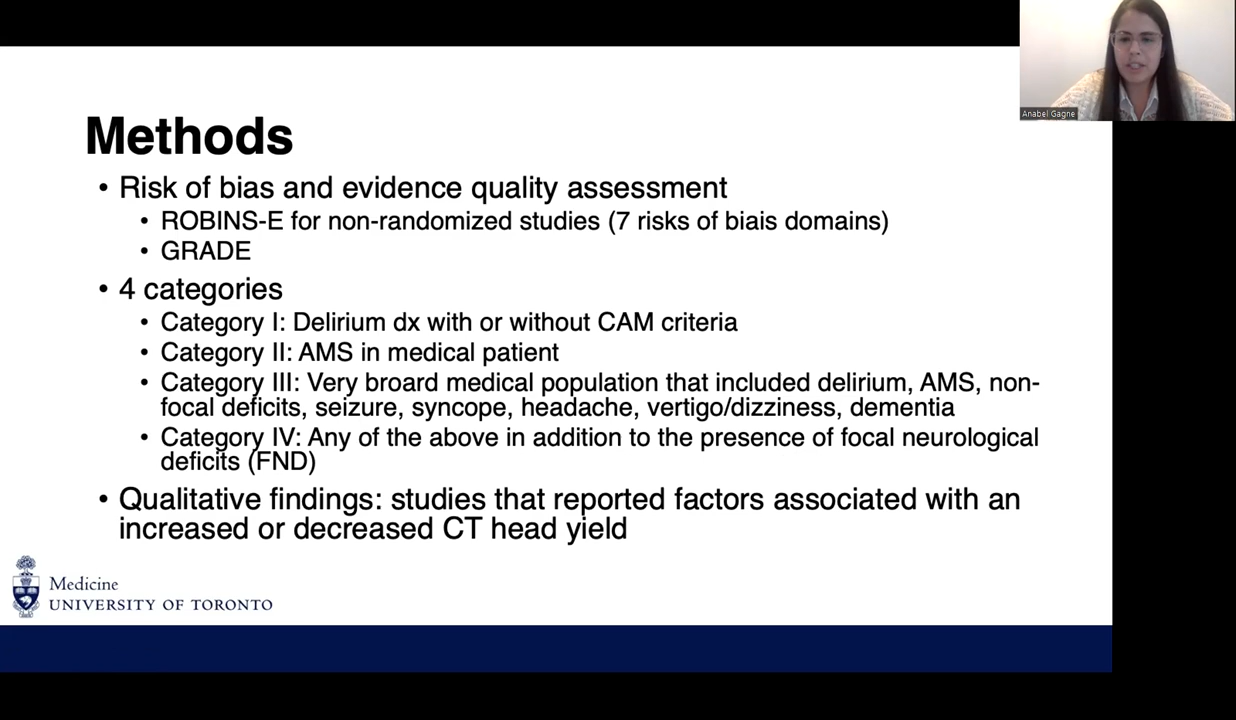 Anabel Gagne
Methods
• Risk of bias and evidence quality assessment
• ROBINS-E for non-randomized studies (7 risks of biais domains)
• GRADE
• 4 categories
• Category I: Delirium dx with or without CAM criteria
• Category II: AMS in medical patient
• Category III: Very broard medical population that included delirium, AMS, non-
focal deficits, seizure, syncope, headache, vertigo/dizziness, dementia
• Category IV: Any of the above in addition to the presence of focal neurological
deficits (FND)
• Qualitative findings: studies that reported factors associated with an
increased or decreased CT head yield
Medicine
UNIVERSITY OF TORONTO